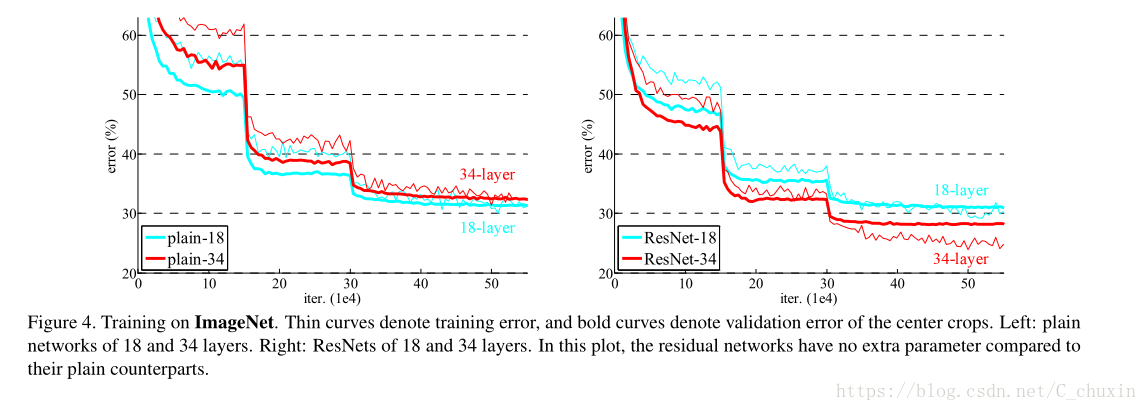 60
50
40
30
20
error (%)
0 10 20 30 40 50
iter. (1e4)
34-layer
18-layer
plain-18
plain-34
60
50
40
30
20
error (%)
0 10 20 30 40 50
iter. (1e4)
18-layer
34-layer
ResNet-18
ResNet-34
Figure 4. Training on ImageNet. Thin curves denote training error, and bold curves denote validation error of the center crops. Left: plain
networks of 18 and 34 layers. Right: ResNets of 18 and 34 layers. In this plot, the residual networks have no extra parameter compared to
their plain counterparts.
https://blog.csdn.net/C_chuxin